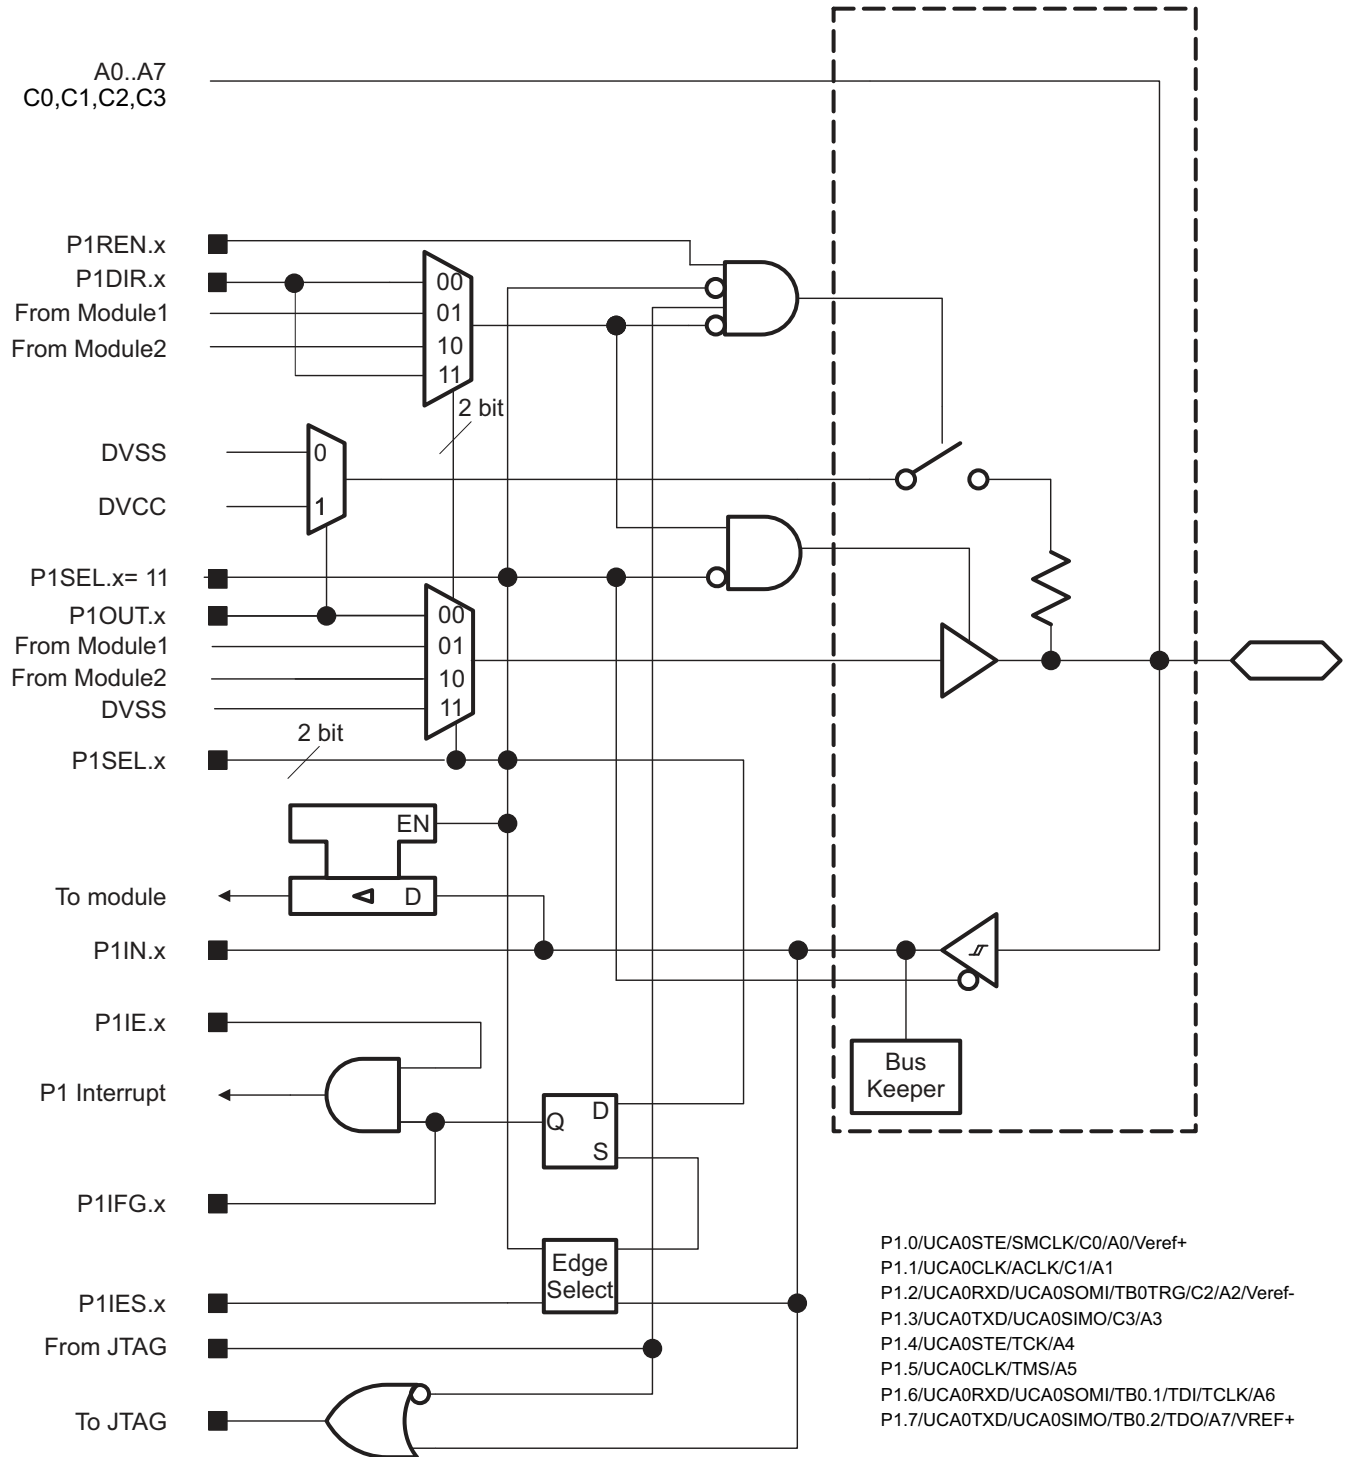 A0..A7
C0,C1,C2,C3
P1REN.x
P1DIR.x
From Module1
From Module2
00
01
10
11
2 bit
DVSS
DVCC
0
1
P1SEL.x= 11
P1OUT.x
From Module1
From Module2
DVSS
00
01
10
11
2 bit
P1SEL.x
EN
To module
D
P1IN.x
P1IE.x
Bus
Keeper
P1 Interrupt
Q
D
S
P1IFG.x
Edge
Select
P1IES.x
From JTAG
To JTAG
P1.0/UCA0STE/SMCLK/C0/A0/Veref+
P1.1/UCA0CLK/ACLK/C1/A1
P1.2/UCA0RXD/UCA0SOMI/TB0TRG/C2/A2/Veref-
P1.3/UCA0TXD/UCA0SIMO/C3/A3
P1.4/UCA0STE/TCK/A4
P1.5/UCA0CLK/TMS/A5
P1.6/UCA0RXD/UCA0SOMI/TB0.1/TDI/TCLK/A6
P1.7/UCA0TXD/UCA0SIMO/TB0.2/TDO/A7/VREF+